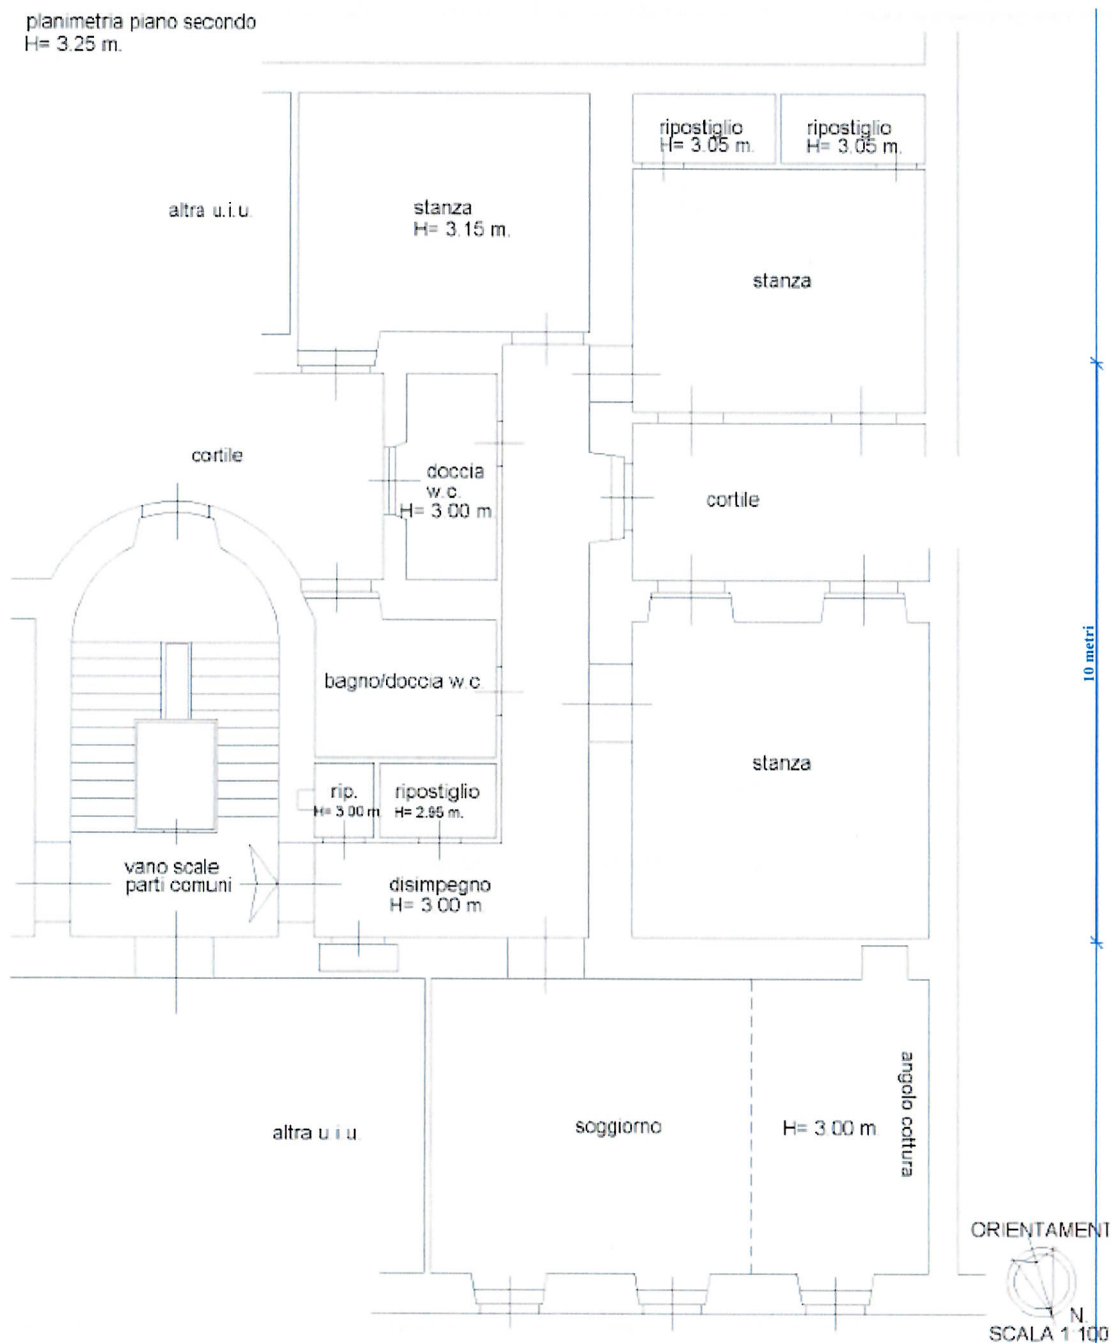 planimetria piano secondo
H= 3.25 m.
ripostiglio
H= 3.05 m.
ripostiglio
H= 3.05 m.
altra u.i.u.
stanza
H= 3.15 m.
stanza
cortile
doccia
w.c.
H= 3.00 m
cortile
bagno/doccia w.c.
10 metri
stanza
rip.
H= 3.00 m
ripostiglio
H= 2.95 m.
vano scale
parti comuni
disimpegno
H= 3.00 m
altra u i u.
soggiorno
H= 3.00 m
angolo cottura
ORIENTAMENT
N.
SCALA 1:100